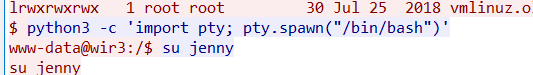 lrwxrwxrwx   1 root root        30 Jul 25  2018 vmlinuz.ol
$ python3 -c 'import pty; pty.spawn("/bin/bash")'
www-data@wir3:/$ su jenny
su jenny